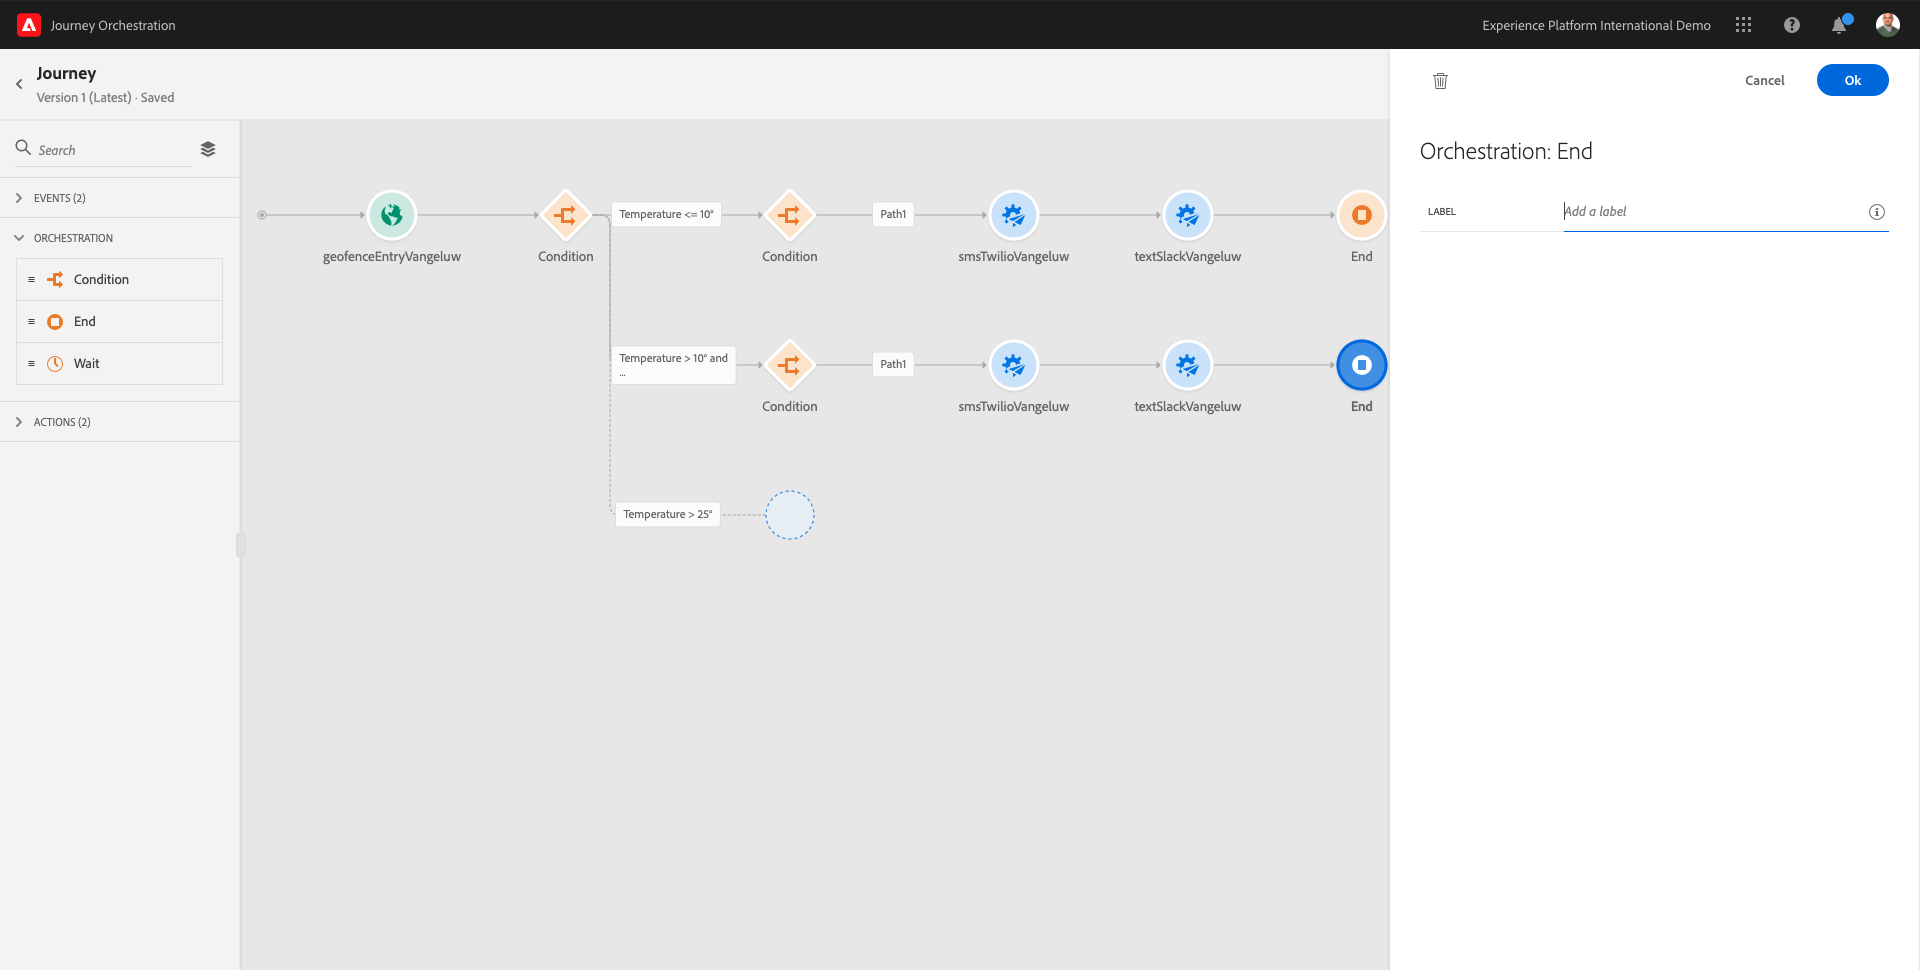 Journey Orchestration
Experience Platform International Demo
Journey
Version 1 (Latest) · Saved
Cancel
Ok
Search
Orchestration: End
EVENTS (2)
LABEL
Add a label
Temperature <= 10°
Path1
ORCHESTRATION
geofenceEntryVangeluw
Condition
Condition
smsTwilioVangeluw
textSlackVangeluw
End
Condition
End
Wait
Temperature > 10° and
...
Path1
Condition
smsTwilioVangeluw
textSlackVangeluw
End
ACTIONS (2)
Temperature > 25°